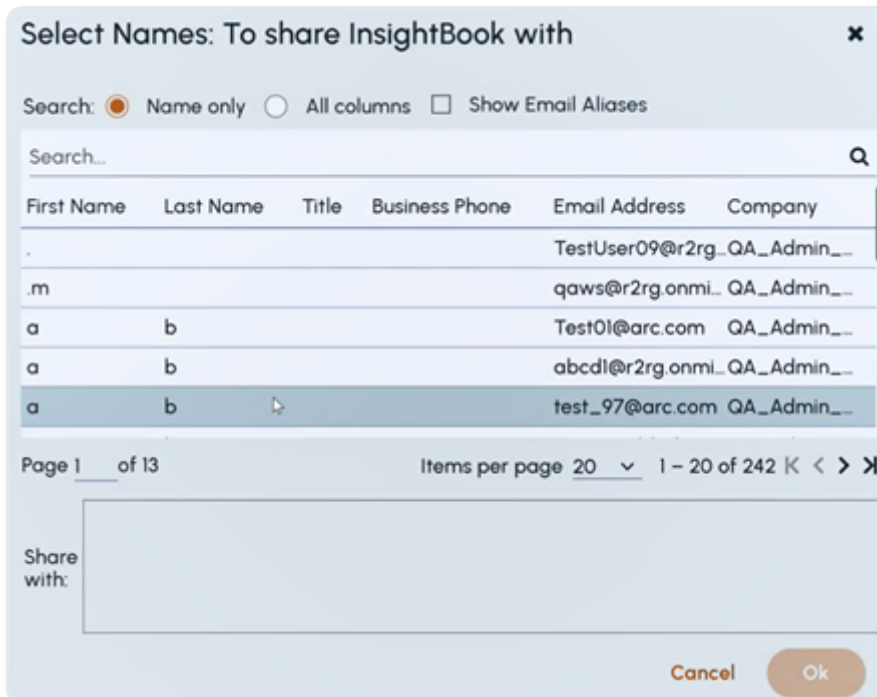 Select Names: To share InsightBook with
Search: Name only All columns Show Email Aliases
Search...
First Name Last Name Title Business Phone Email Address Company
. TestUser09@r2rg... QA_Admin_...
.m qaws@r2rg.onmi... QA_Admin_...
a b Test01@arc.com QA_Admin_...
a b abcd1@r2rg.onmi... QA_Admin_...
a b test_97@arc.com QA_Admin_...
Page 1 of 13 Items per page 20 1 – 20 of 242
Share
with:
Cancel Ok